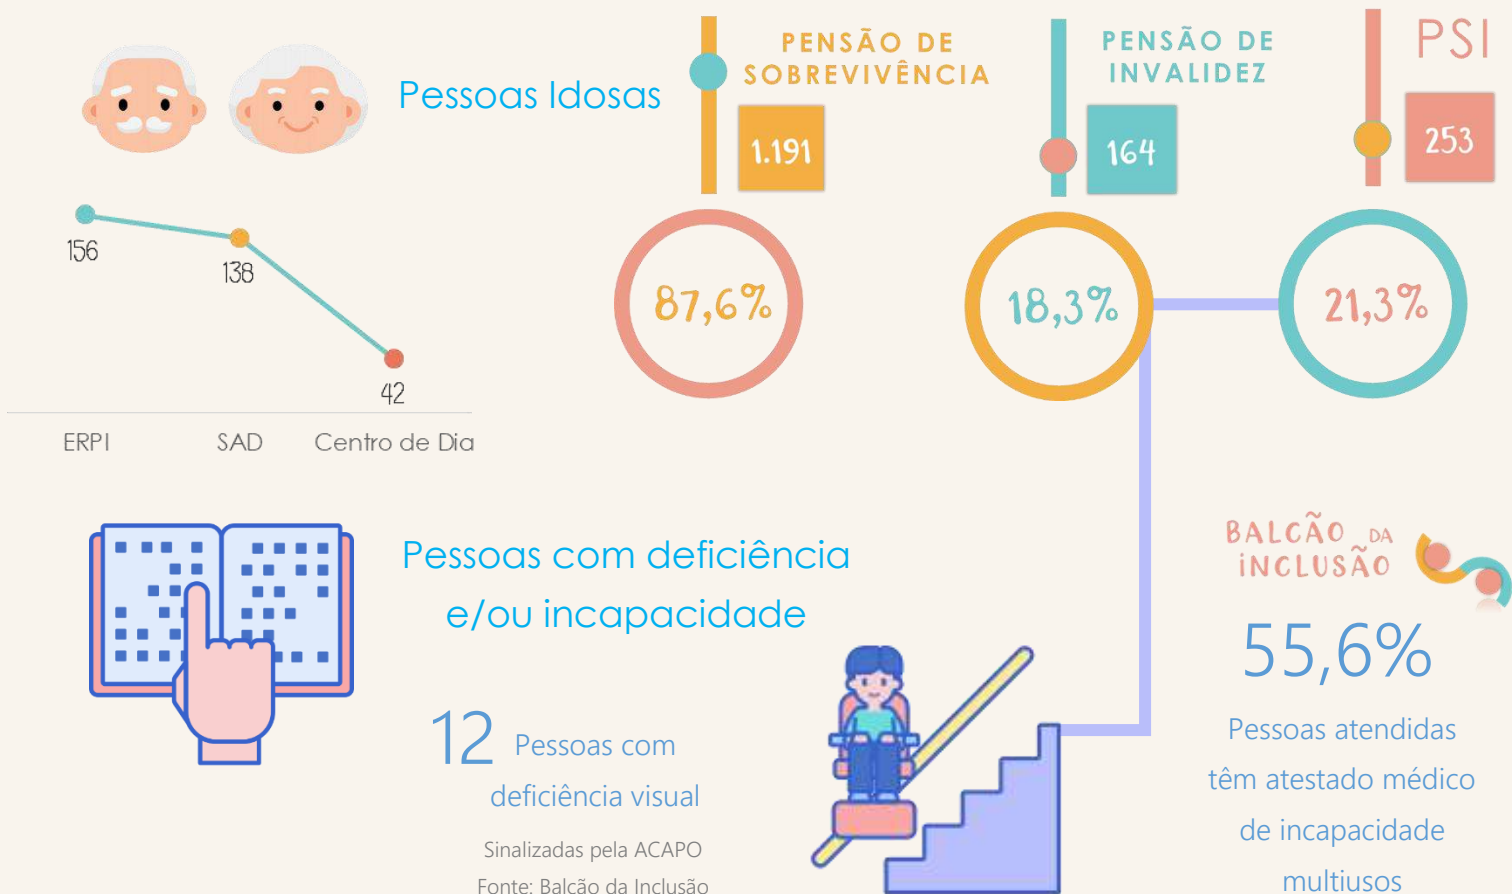 Pessoas Idosas
156
138
42
ERPI
SAD
Centro de Dia
PENSÃO DE
SOBREVIVÊNCIA
1.191
87,6%
PENSÃO DE
INVALIDEZ
164
18,3%
PSI
253
21,3%
Pessoas com deficiência
e/ou incapacidade
12 Pessoas com
deficiência visual
Sinalizadas pela ACAPO
Fonte: Balcão da Inclusão
BALCÃO DA
INCLUSÃO
55,6%
Pessoas atendidas
têm atestado médico
de incapacidade
multiusos